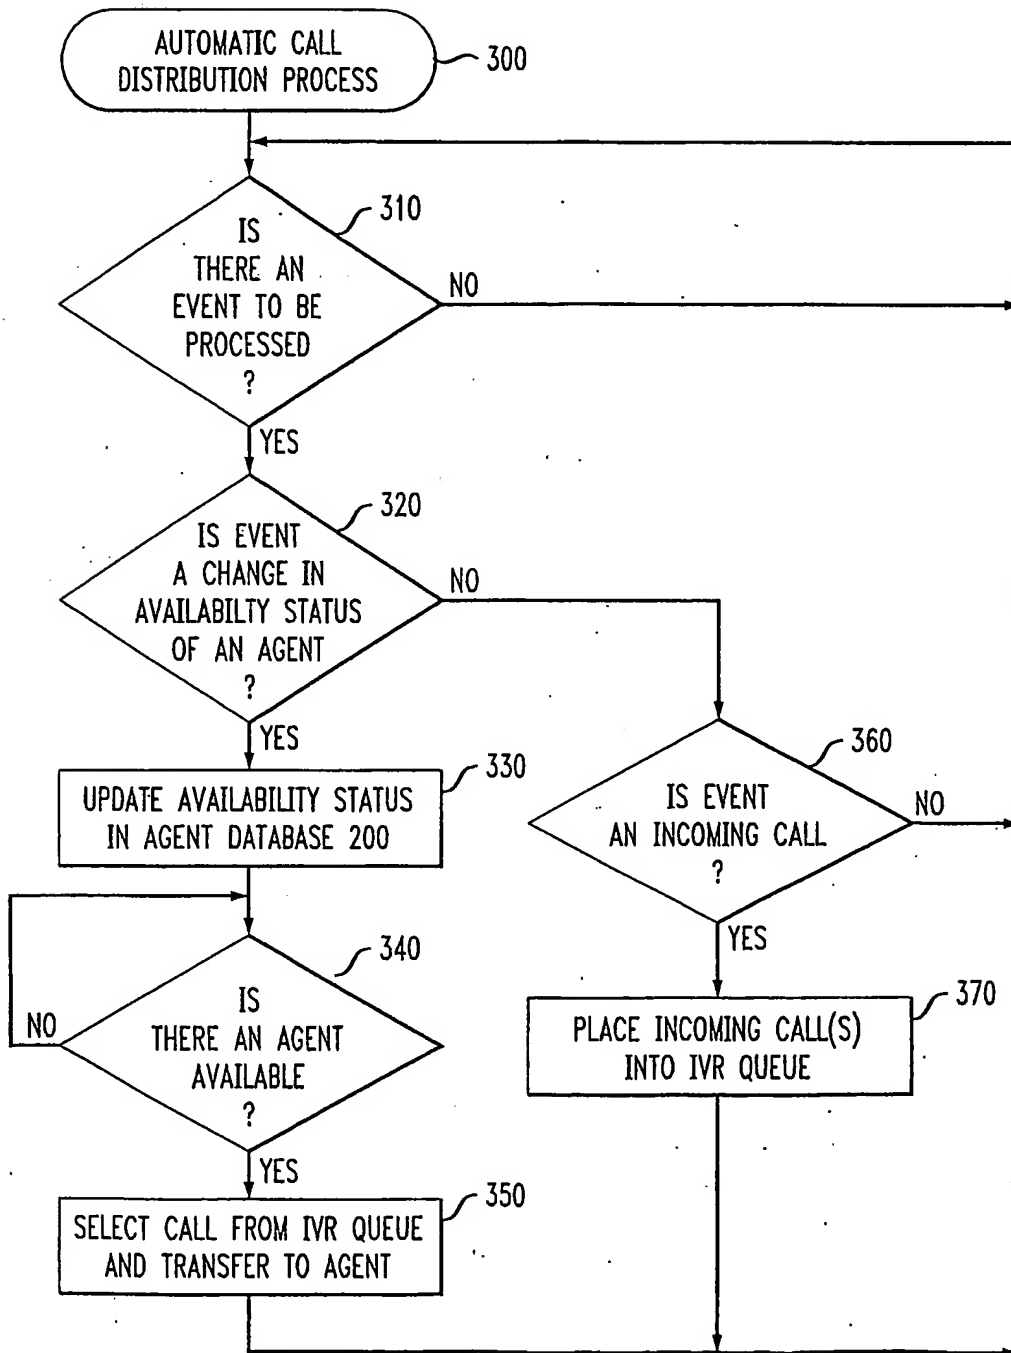 AUTOMATIC CALL
DISTRIBUTION PROCESS
300
310
IS
THERE AN
EVENT TO BE
PROCESSED
?
NO
YES
320
IS EVENT
A CHANGE IN
AVAILABILTY STATUS
OF AN AGENT
?
NO
YES
330
UPDATE AVAILABILITY STATUS
IN AGENT DATABASE 200
360
IS EVENT
AN INCOMING CALL
?
NO
YES
340
IS
THERE AN AGENT
AVAILABLE
?
NO
YES
370
PLACE INCOMING CALL(S)
INTO IVR QUEUE
350
SELECT CALL FROM IVR QUEUE
AND TRANSFER TO AGENT